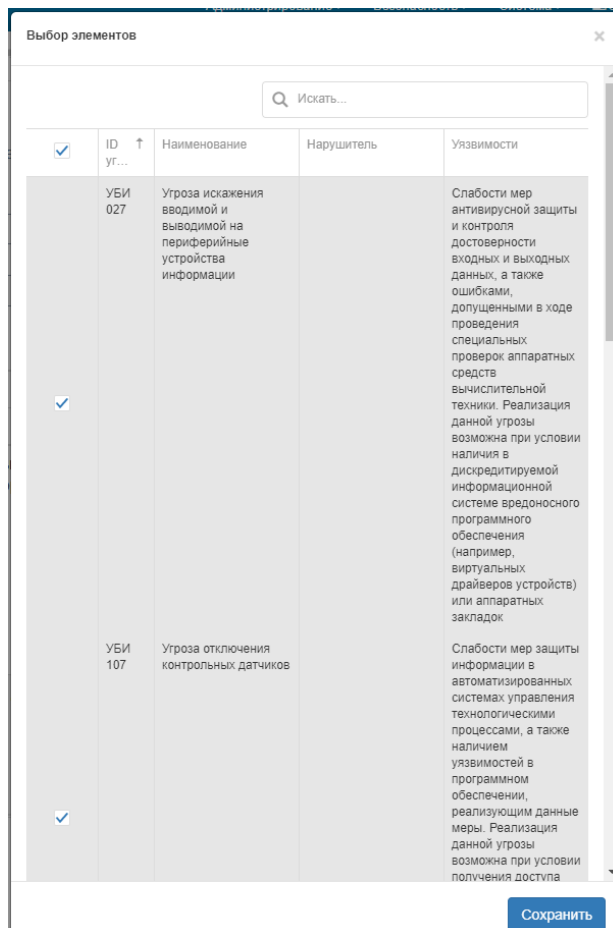 Администрирование Безопасность Система
Выбор элементов
×
Искать...
ID ↑ Наименование Нарушитель Уязвимости
уг...
УБИ
027
Угроза искажения
вводимой и
выводимой на
периферийные
устройства
информации
Слабости мер
антивирусной защиты
и контроля
достоверности
входных и выходных
данных, а также
ошибками,
допущенными в ходе
проведения
специальных
проверок аппаратных
средств
вычислительной
техники. Реализация
данной угрозы
возможна при условии
наличия в
дискредитируемой
информационной
системе вредоносного
программного
обеспечения
(например,
виртуальных
драйверов устройств)
или аппаратных
закладок
УБИ
107
Угроза отключения
контрольных датчиков
Слабости мер защиты
информации в
автоматизированных
системах управления
технологическими
процессами, а также
наличием
уязвимостей в
программном
обеспечении,
реализующим данные
меры. Реализация
данной угрозы
возможна при условии
получения доступа
Сохранить